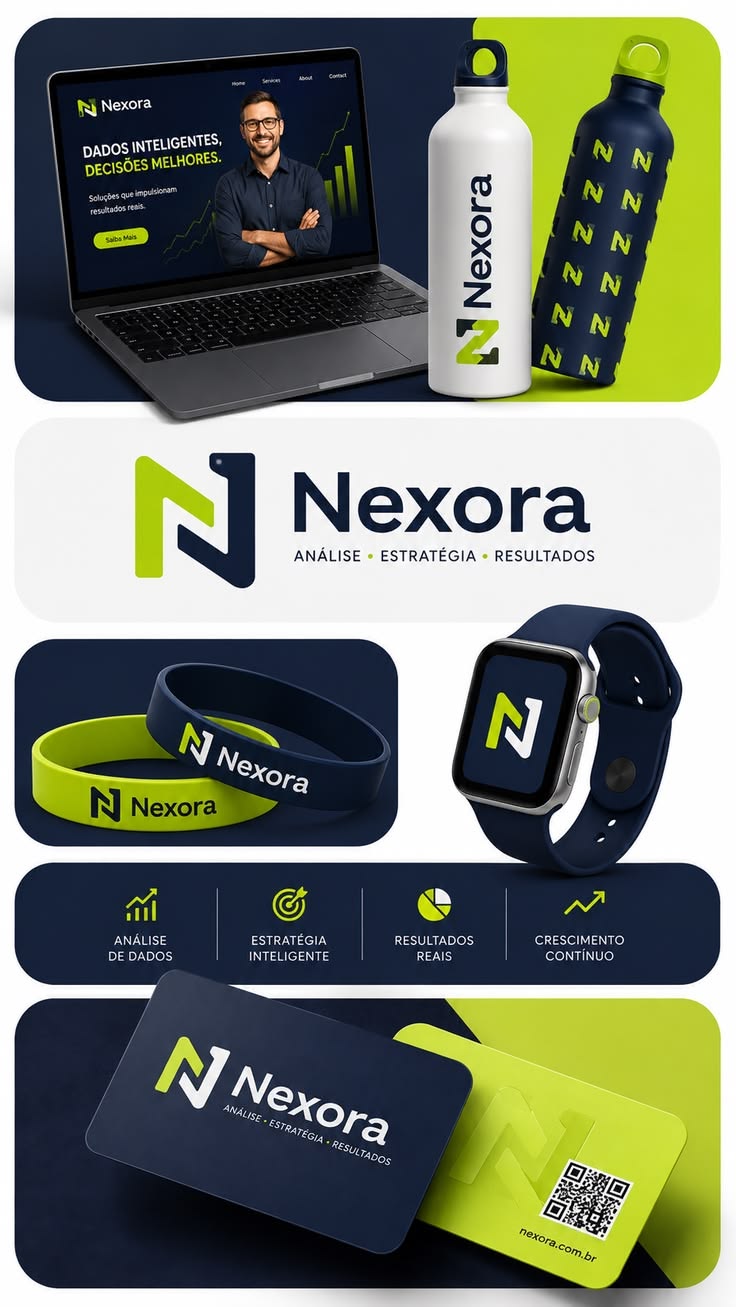 Nexora
Home Services About Contact
DADOS INTELIGENTES,
DECISÕES MELHORES.
Soluções que impulsionam
resultados reais.
Saiba Mais
Nexora
Nexora
ANÁLISE • ESTRATÉGIA • RESULTADOS
Nexora
Nexora
ANÁLISE
DE DADOS
ESTRATÉGIA
INTELIGENTE
RESULTADOS
REAIS
CRESCIMENTO
CONTÍNUO
Nexora
ANÁLISE • ESTRATÉGIA • RESULTADOS
nexora.com.br